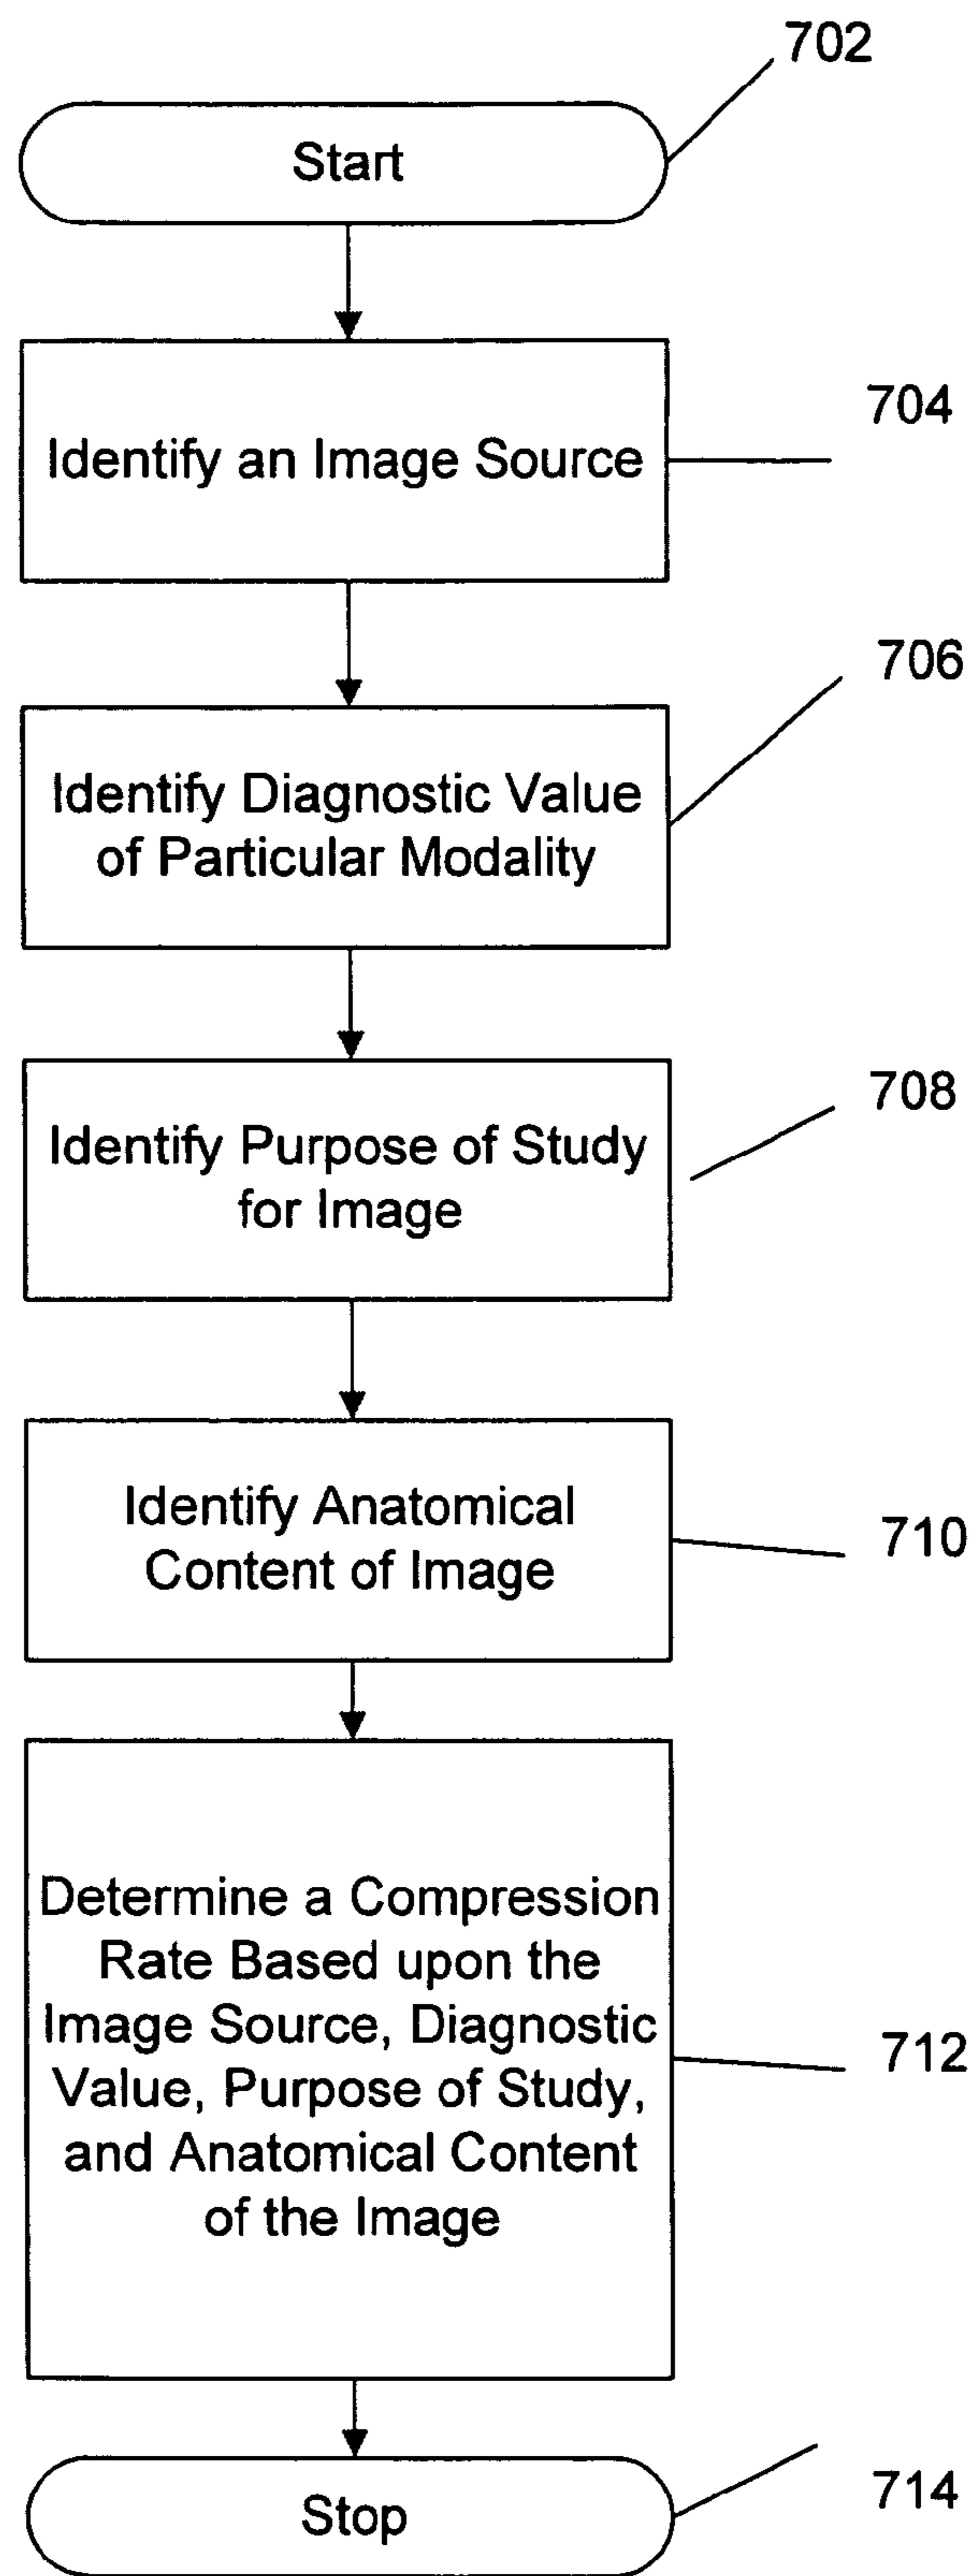 702
Start
704
Identify an Image Source
706
Identify Diagnostic Value
of Particular Modality
708
Identify Purpose of Study
for Image
Identify Anatomical
Content of Image
710
Determine a Compression
Rate Based upon the
Image Source, Diagnostic
Value, Purpose of Study,
and Anatomical Content
of the Image
712
Stop
714